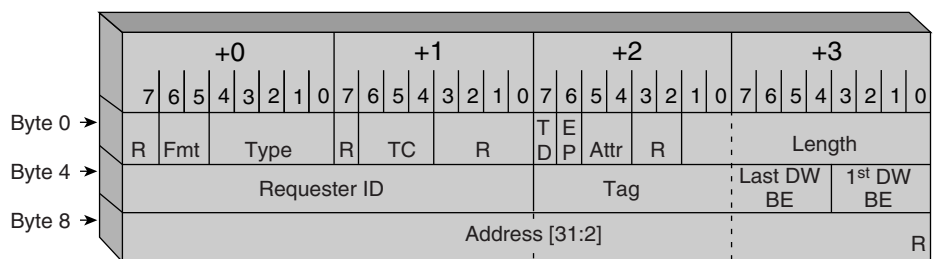 +0 +1 +2 +3
7 6 5 4 3 2 1 0 7 6 5 4 3 2 1 0 7 6 5 4 3 2 1 0 7 6 5 4 3 2 1 0
Byte 0 R Fmt Type R TC R TD EP Attr R Length
Byte 4 Requester ID Tag Last DW BE 1st DW BE
Byte 8 Address [31:2] R